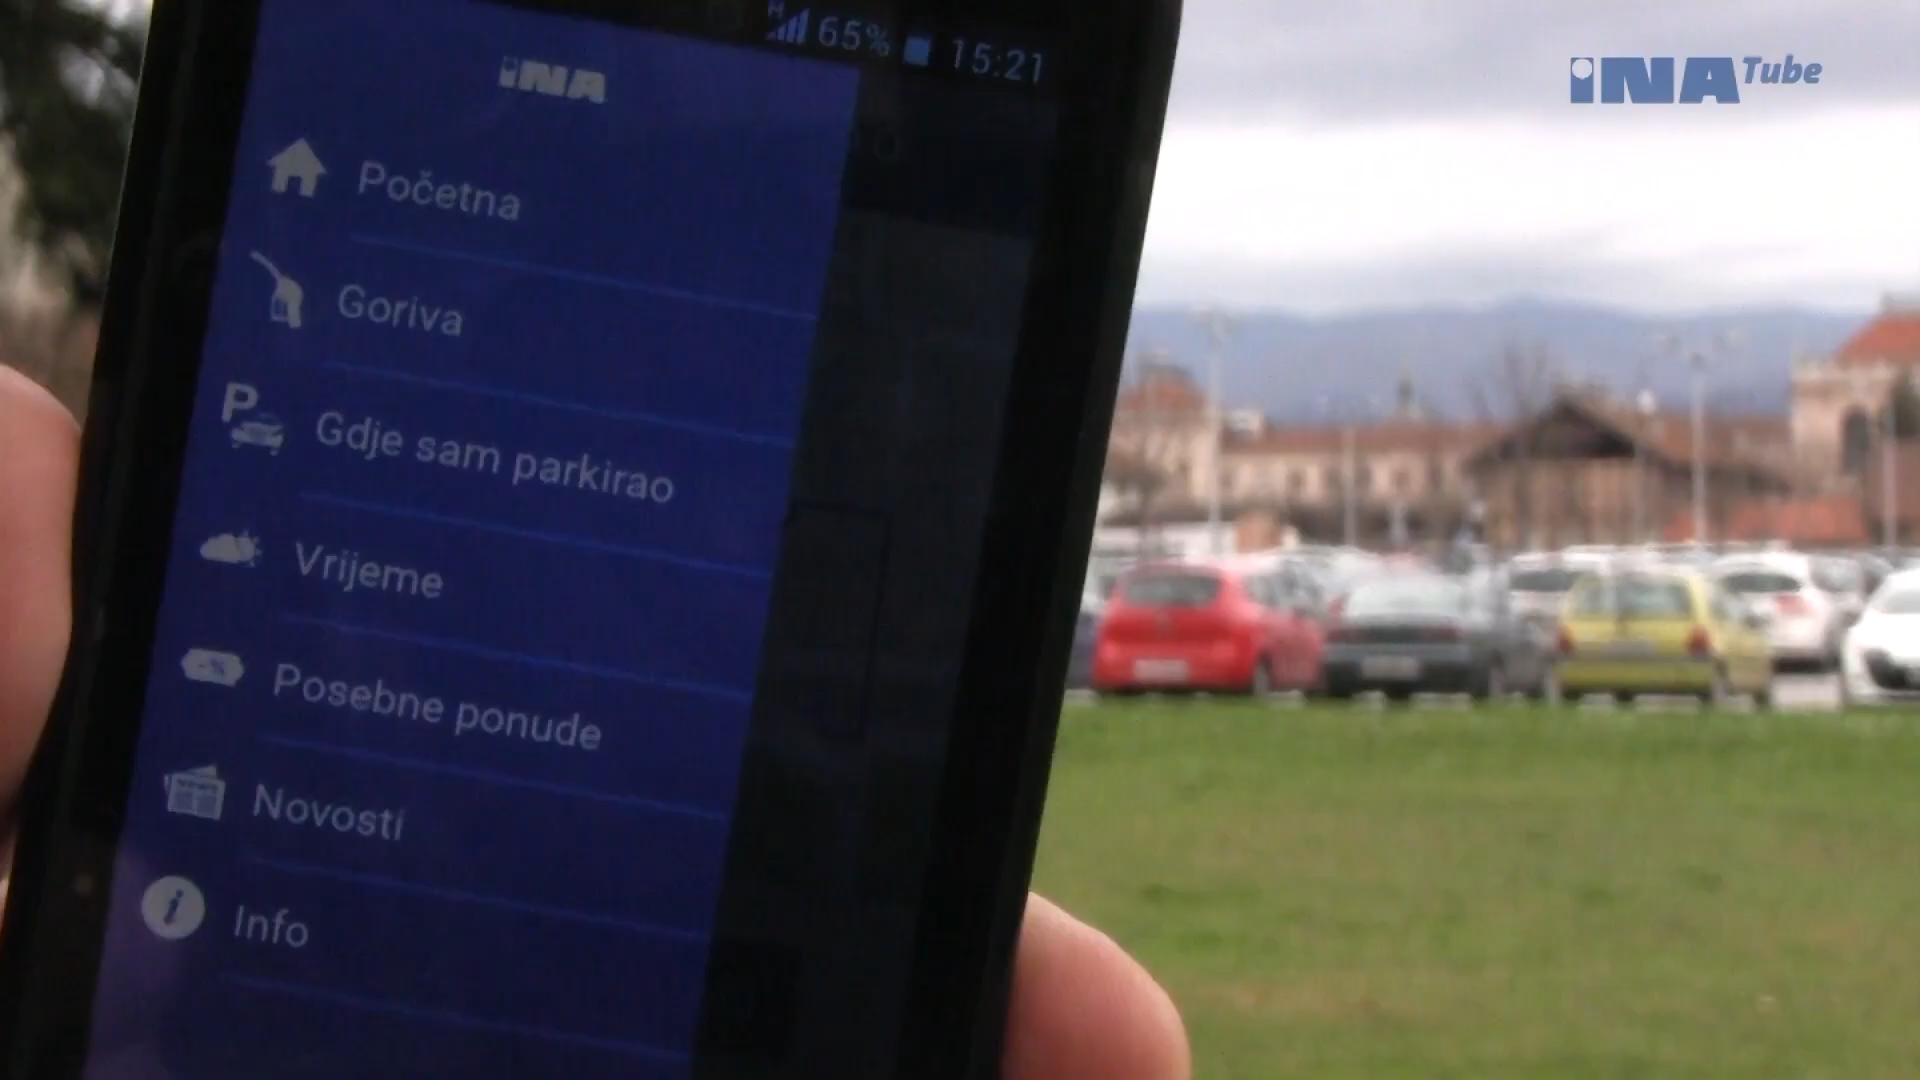 H 65% 15:21
iNA
iNA Tube
Početna
Goriva
P
Gdje sam parkirao
Vrijeme
-%
Posebne ponude
Novosti
i
Info